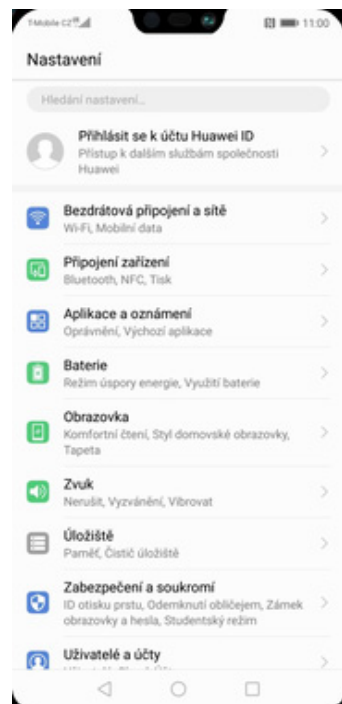 T-Mobile CZ
11:00
Nastavení
Hledání nastavení...
Přihlásit se k účtu Huawei ID
Přístup k dalším službám společnosti
Huawei
Bezdrátová připojení a sítě
Wi-Fi, Mobilní data
Připojení zařízení
Bluetooth, NFC, Tisk
Aplikace a oznámení
Oprávnění, Výchozí aplikace
Baterie
Režim úspory energie, Využití baterie
Obrazovka
Komfortní čtení, Styl domovské obrazovky,
Tapeta
Zvuk
Nerušit, Vyzvánění, Vibrovat
Úložiště
Paměť, Čistič úložiště
Zabezpečení a soukromí
ID otisku prstu, Odemknutí obličejem, Zámek
obrazovky a hesla, Studentský režim
Uživatelé a účty